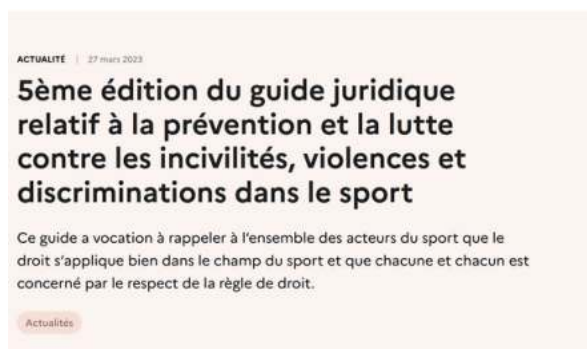 ACTUALITÉ | 27 mars 2023
5ème édition du guide juridique
relatif à la prévention et la lutte
contre les incivilités, violences et
discriminations dans le sport
Ce guide a vocation à rappeler à l'ensemble des acteurs du sport que le
droit s'applique bien dans le champ du sport et que chacune et chacun est
concerné par le respect de la règle de droit.
Actualités